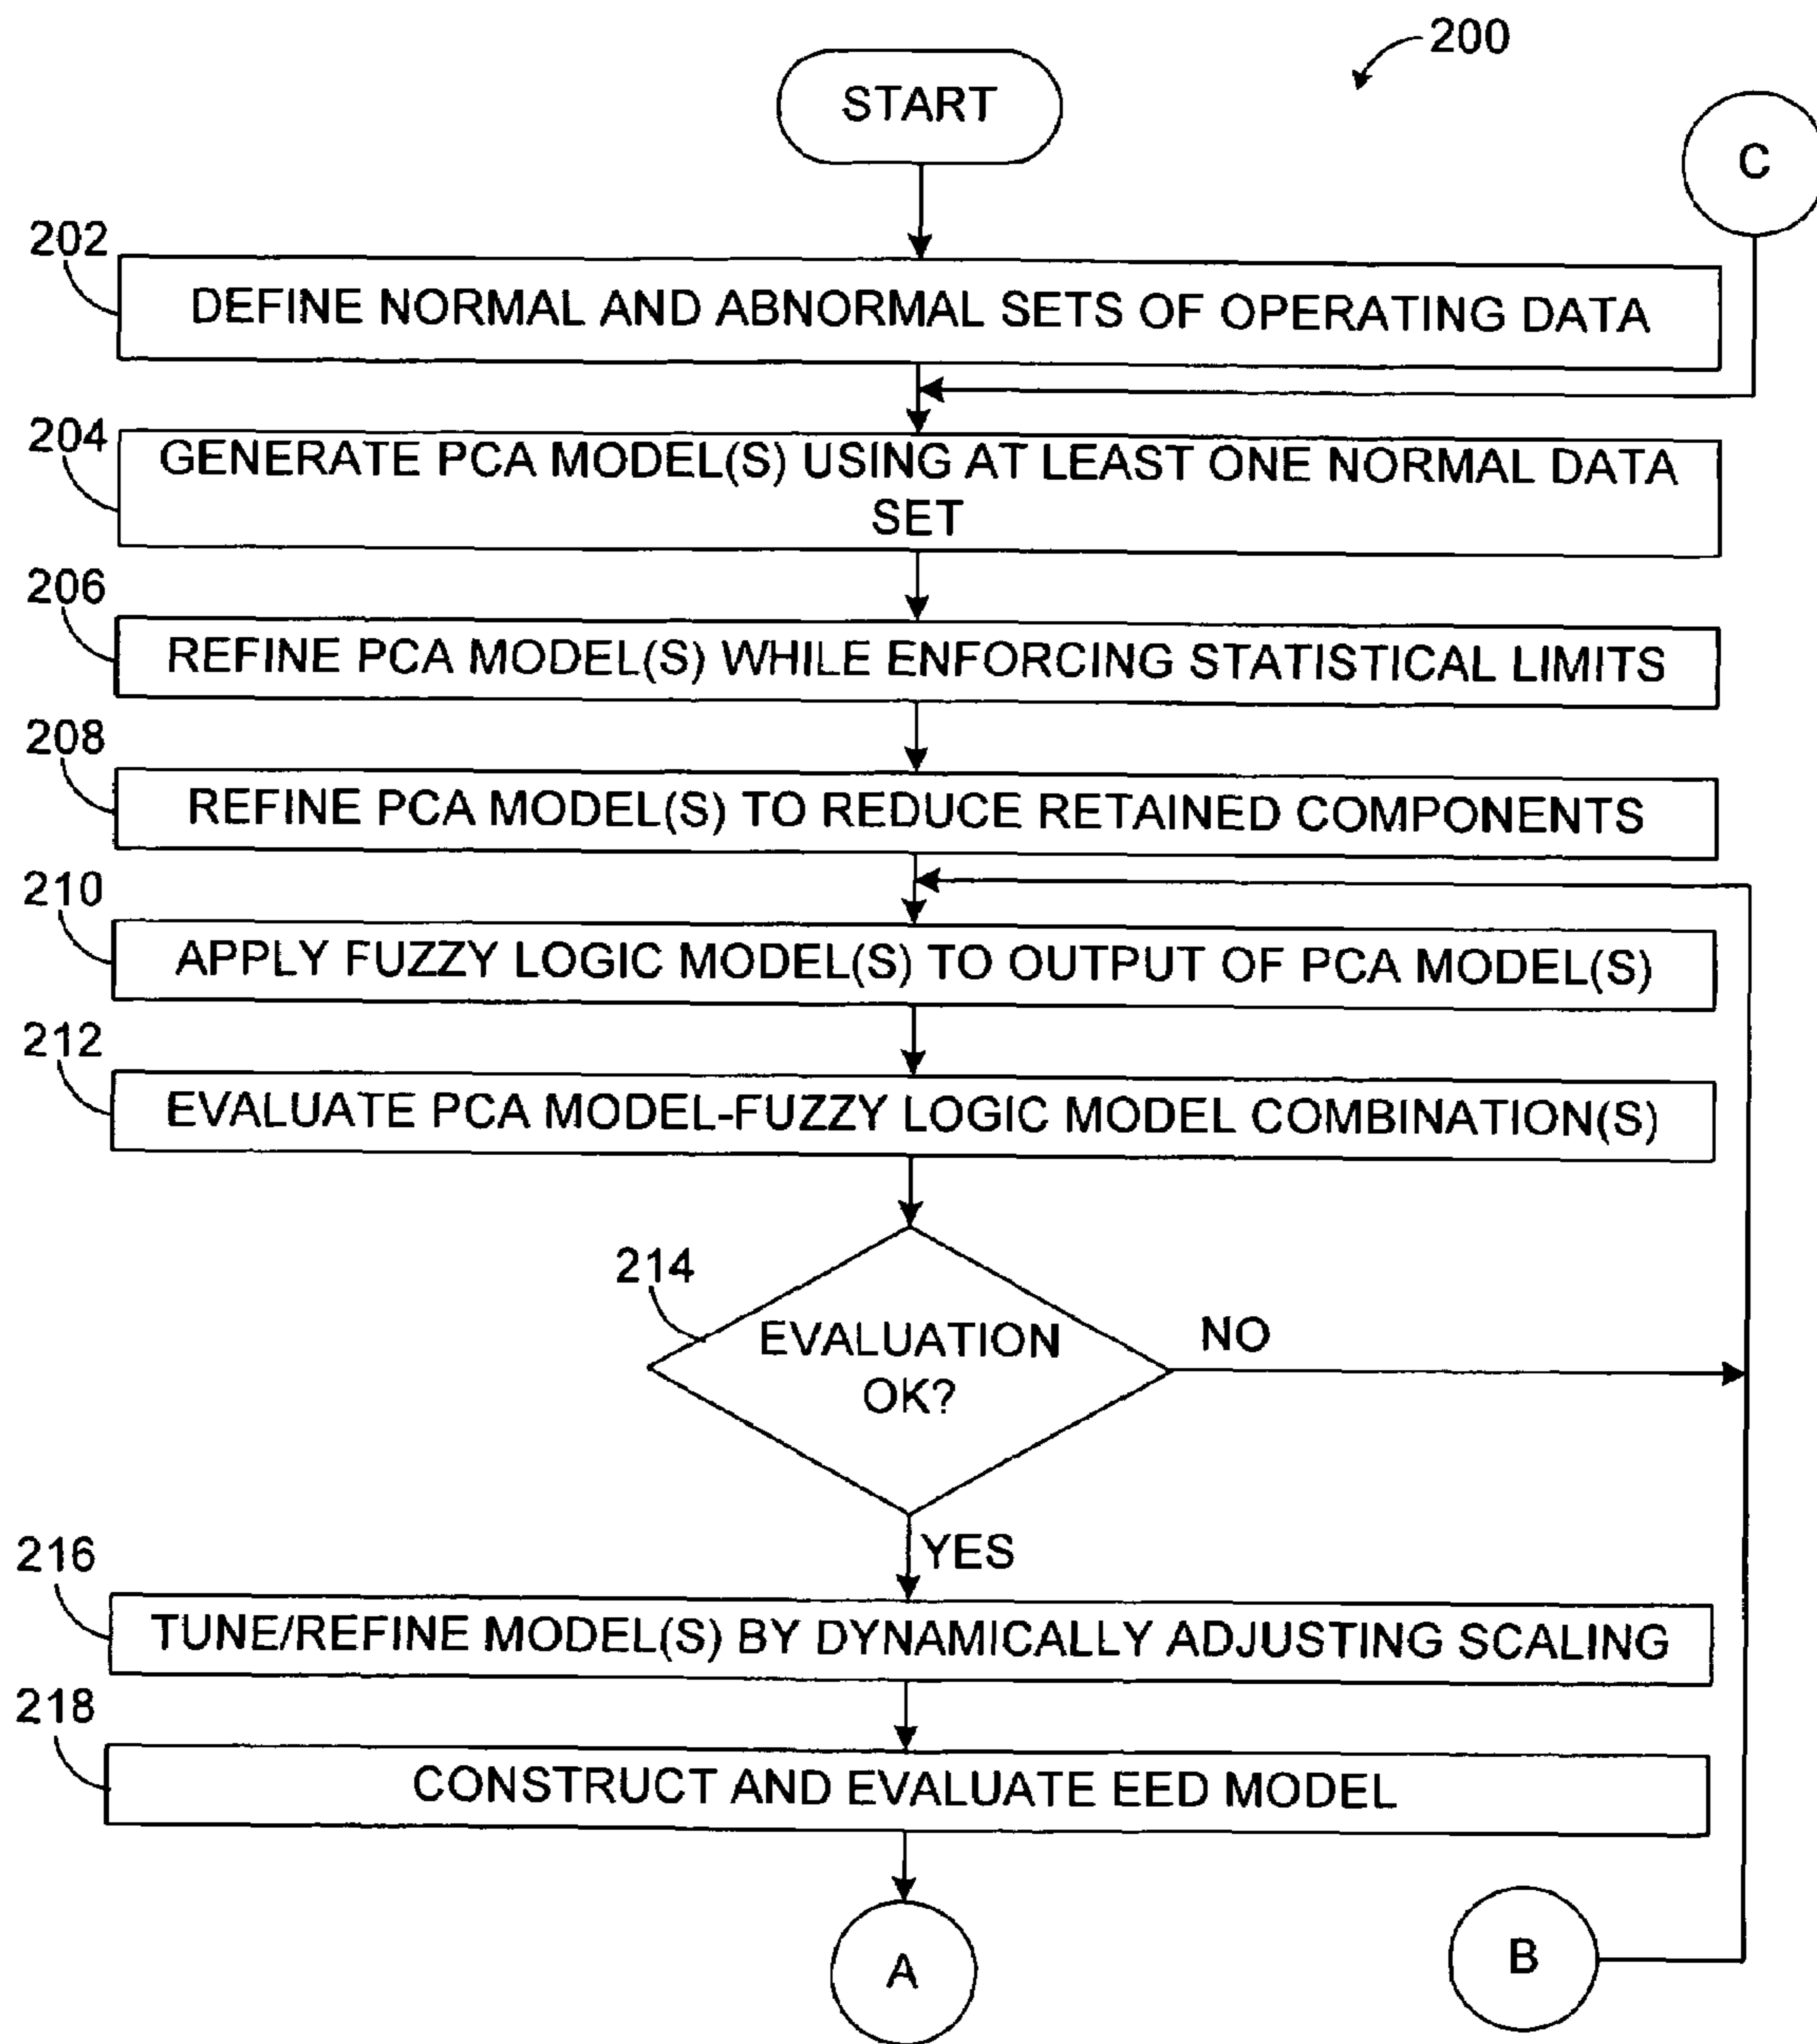 200
START
C
202
DEFINE NORMAL AND ABNORMAL SETS OF OPERATING DATA
204
GENERATE PCA MODEL(S) USING AT LEAST ONE NORMAL DATA
SET
206
REFINE PCA MODEL(S) WHILE ENFORCING STATISTICAL LIMITS
208
REFINE PCA MODEL(S) TO REDUCE RETAINED COMPONENTS
210
APPLY FUZZY LOGIC MODEL(S) TO OUTPUT OF PCA MODEL(S)
212
EVALUATE PCA MODEL-FUZZY LOGIC MODEL COMBINATION(S)
214
EVALUATION
OK?
NO
YES
216
TUNE/REFINE MODEL(S) BY DYNAMICALLY ADJUSTING SCALING
218
CONSTRUCT AND EVALUATE EED MODEL
A
B